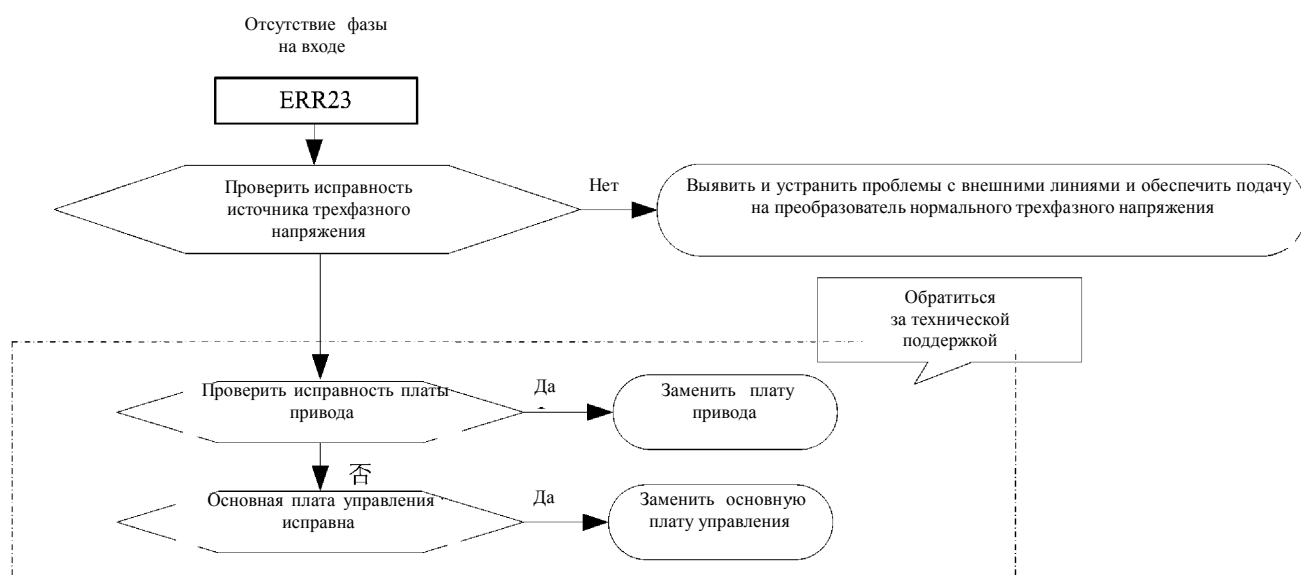 Отсутствие фазы
на входе
ERR23
Проверить исправность
источника трехфазного
напряжения
Нет
Выявить и устранить проблемы с внешними линиями и обеспечить подачу
на преобразователь нормального трехфазного напряжения
Обратиться
за технической
поддержкой
Проверить исправность платы
привода
Да
Заменить плату
привода
否
Основная плата управления
исправна
Да
Заменить основную
плату управления